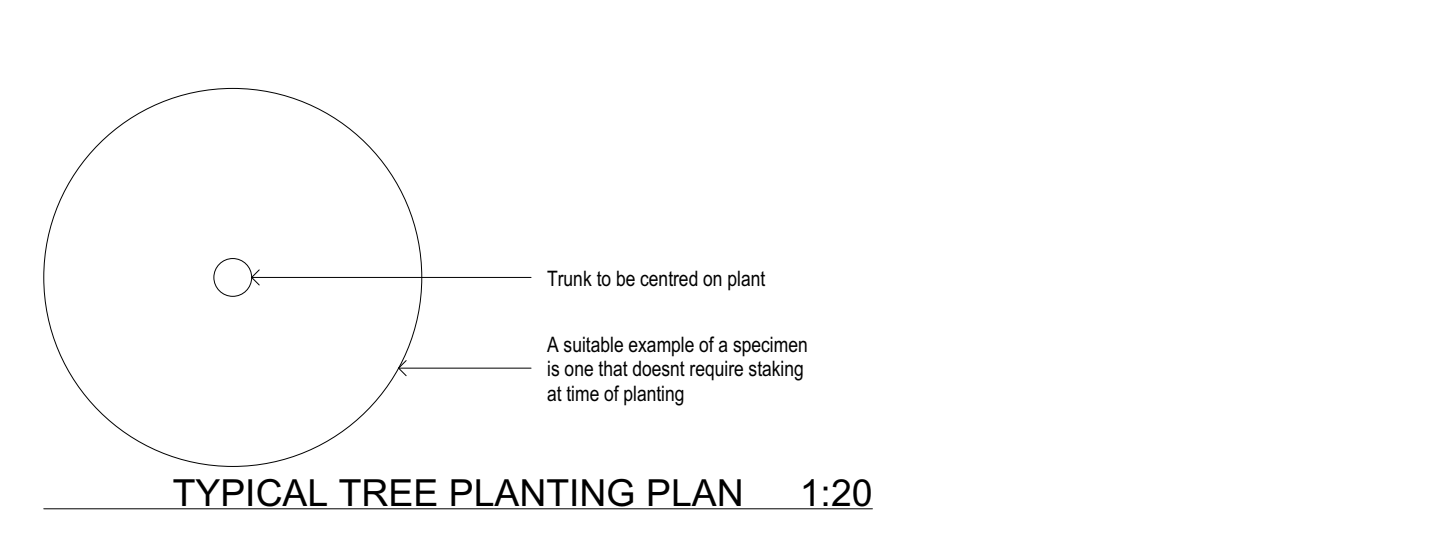 Trunk to be centred on plant
A suitable example of a specimen
is one that doesnt require staking
at time of planting
TYPICAL TREE PLANTING PLAN 1:20